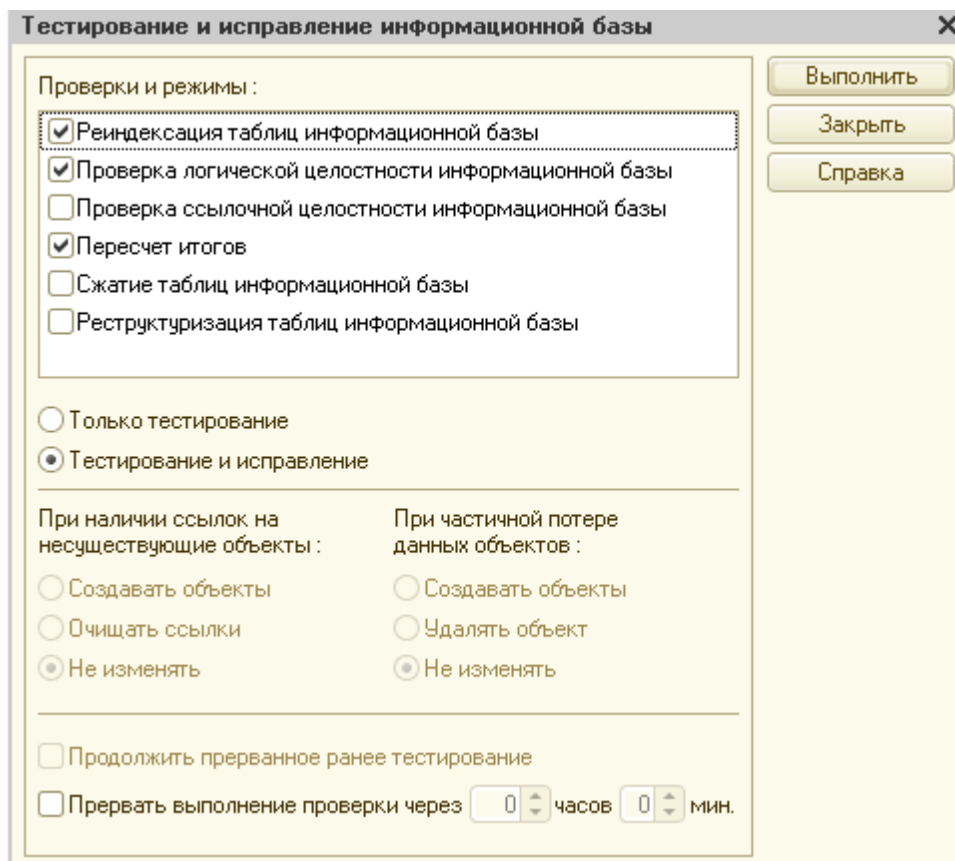 Тестирование и исправление информационной базы
Проверки и режимы :
Реиндексация таблиц информационной базы
Проверка логической целостности информационной базы
Проверка ссылочной целостности информационной базы
Пересчет итогов
Сжатие таблиц информационной базы
Реструктуризация таблиц информационной базы
Выполнить
Закрыть
Справка
Только тестирование
Тестирование и исправление
При наличии ссылок на
несуществующие объекты :
Создавать объекты
Очищать ссылки
Не изменять
При частичной потере
данных объектов :
Создавать объекты
Удалять объект
Не изменять
Продолжить прерванное ранее тестирование
Прервать выполнение проверки через 0 часов 0 мин.